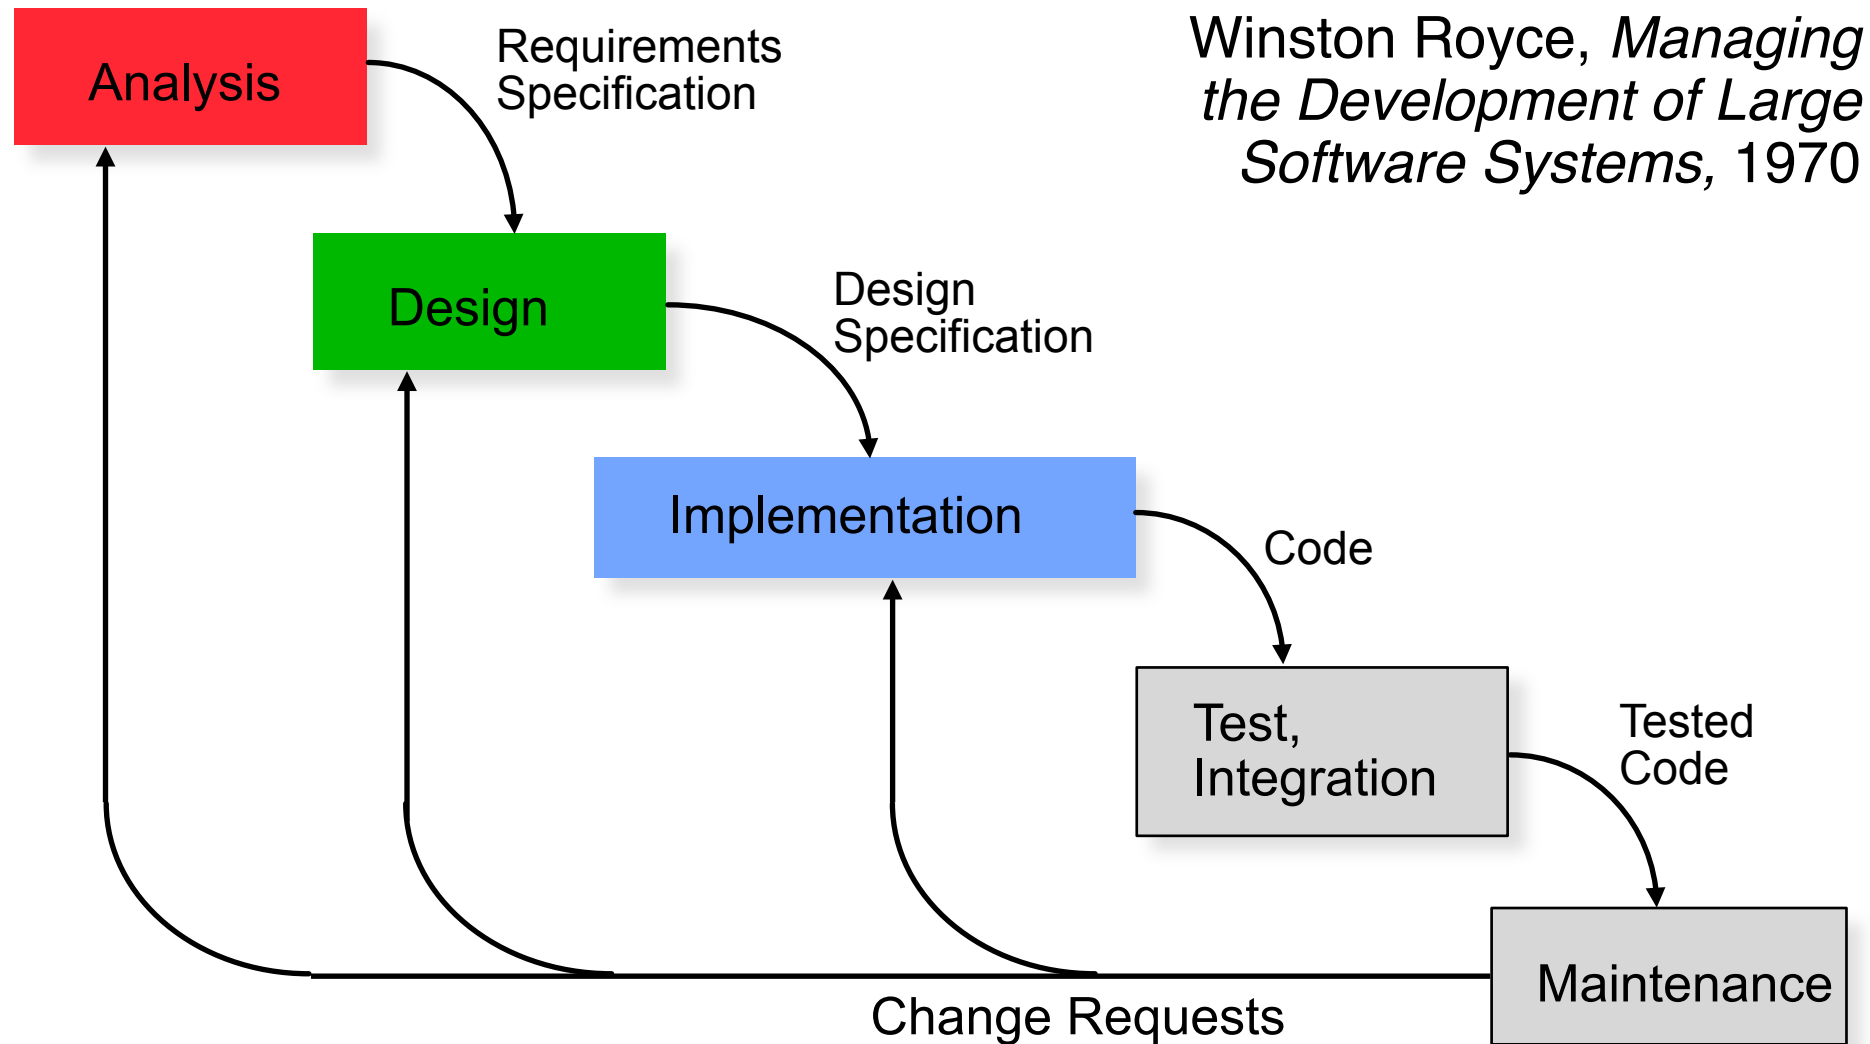 Winston Royce, Managing
the Development of Large
Software Systems, 1970
Analysis
Requirements
Specification
Design
Design
Specification
Implementation
Code
Test,
Integration
Tested
Code
Maintenance
Change Requests